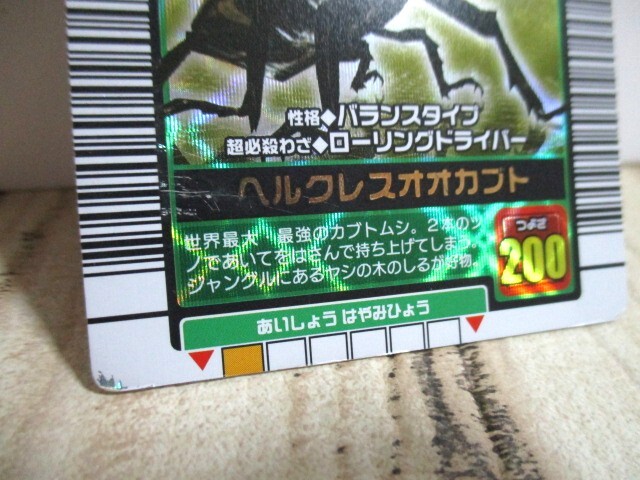 性格◆バランスタイプ
超必殺わざ◆ローリングドライバー
ヘルクレスオオカブト
世界最大 最強のカブトムシ。2本のツ
ノであいてをはさんで持ち上げてしまう。
ジャングルにあるヤシの木のしるが好物。
つよさ
200
あいしょう はやみひょう